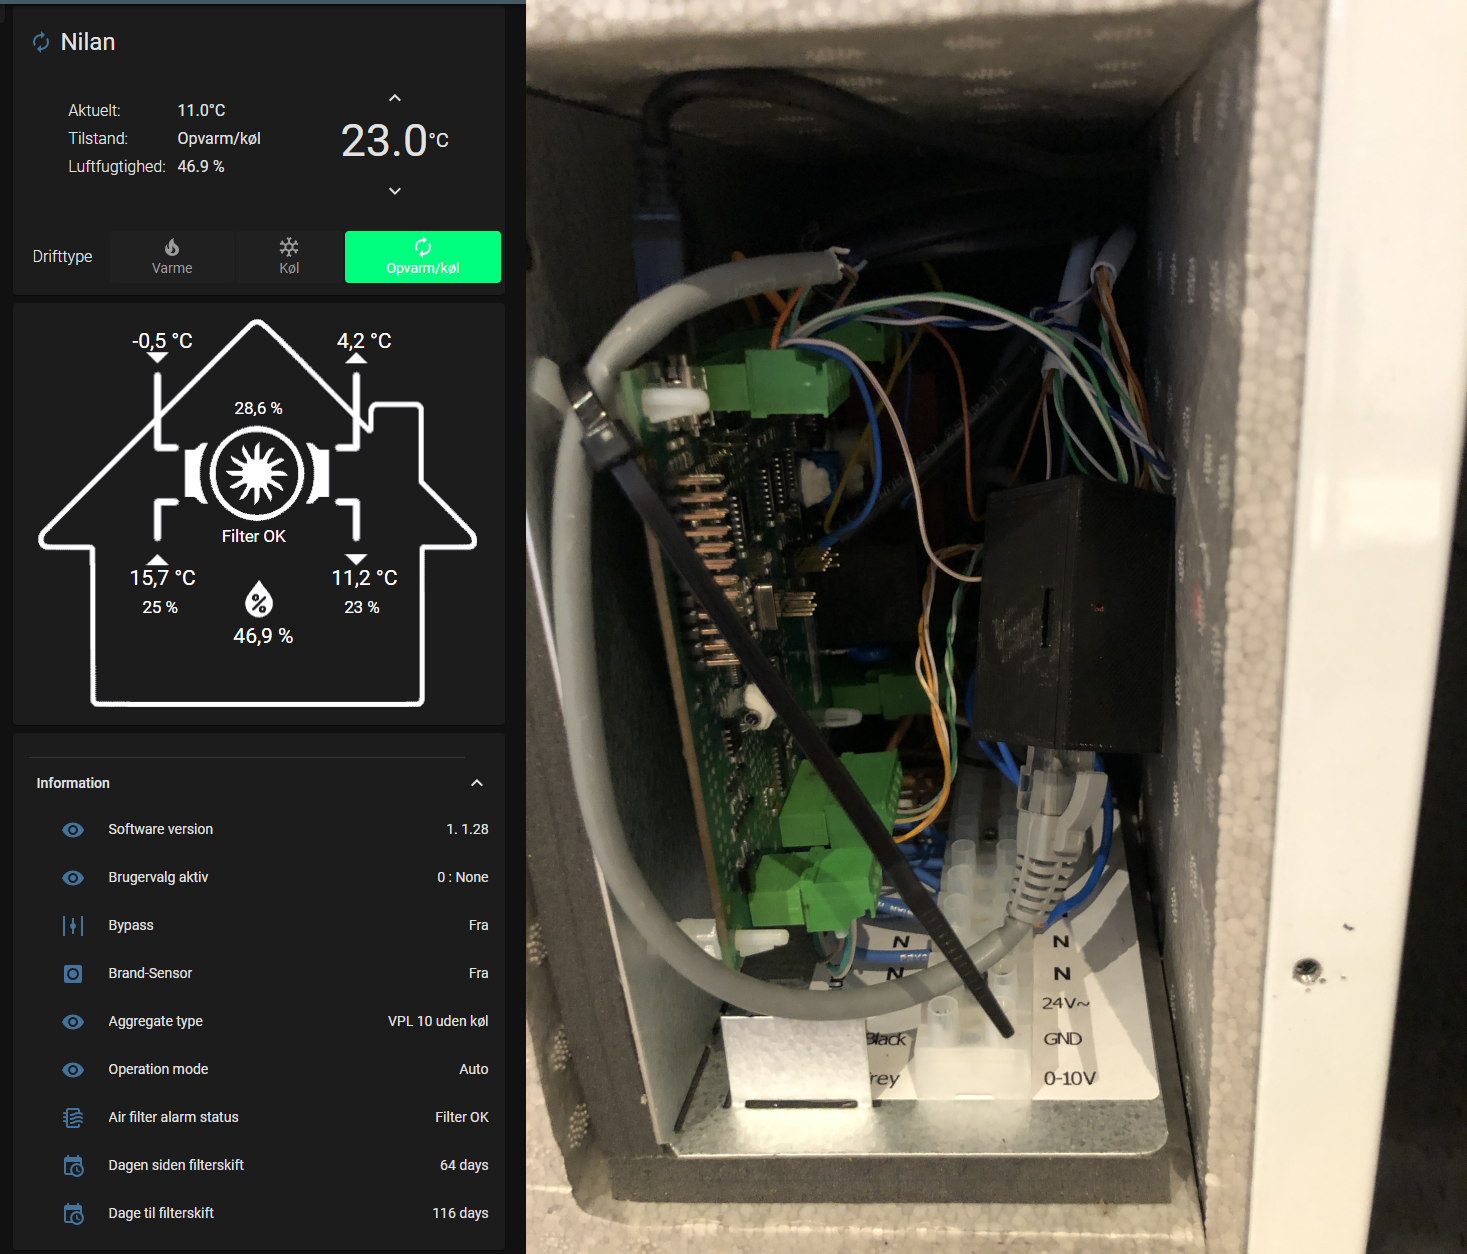 Nilan
Aktuelt: 11.0°C
Tilstand: Opvarm/køl
Luftfugtighed: 46.9 %
23.0°C
Drifttype
Varme
Køl
Opvarm/køl
-0,5 °C
4,2 °C
28,6 %
Filter OK
15,7 °C
11,2 °C
25 %
23 %
46,9 %
Information
Software version 1. 1.28
Brugervalg aktiv 0 : None
Bypass Fra
Brand-Sensor Fra
Aggregate type VPL 10 uden køl
Operation mode Auto
Air filter alarm status Filter OK
Dagen siden filterskift 64 days
Dage til filterskift 116 days
N N
N N
24V~
Black GND
rey 0-10V